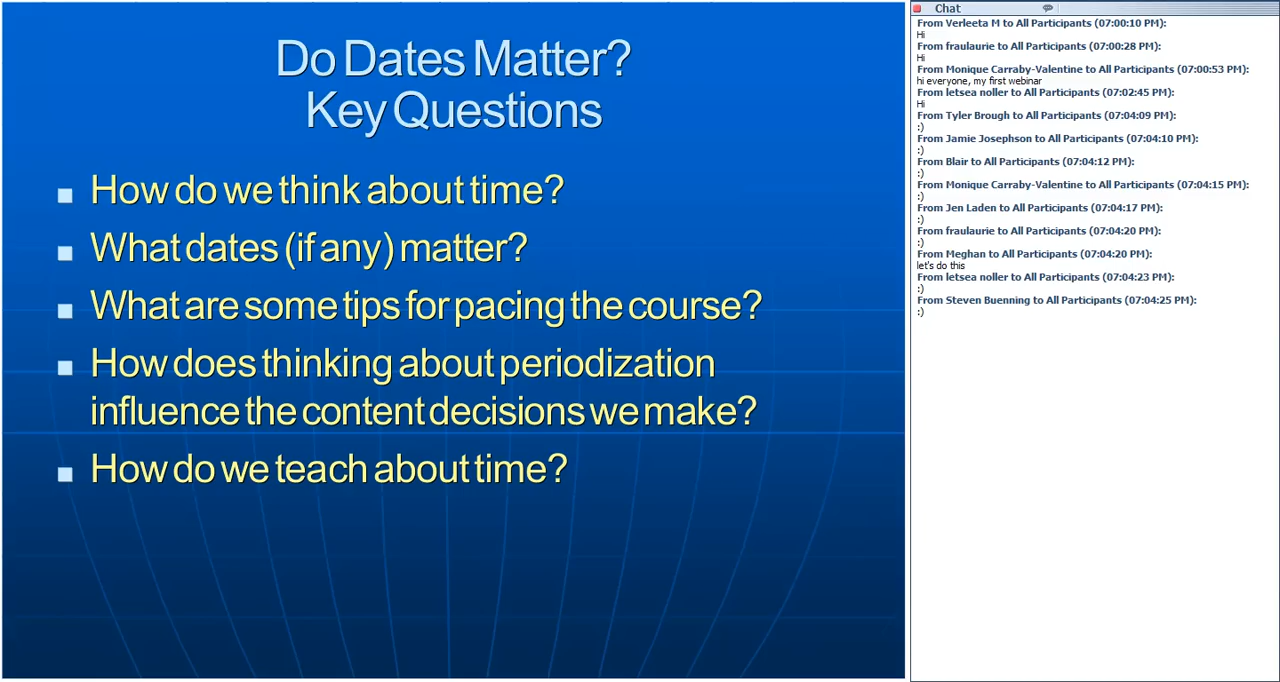 Do Dates Matter?
Key Questions
How do we think about time?
What dates (if any) matter?
What are some tips for pacing the course?
How does thinking about periodization
influence the content decisions we make?
How do we teach about time?
Chat
From Verleeta M to All Participants (07:00:10 PM):
Hi
From fraulaurie to All Participants (07:00:28 PM):
Hi
From Monique Carraby-Valentine to All Participants (07:00:53 PM):
hi everyone, my first webinar
From letsea noller to All Participants (07:02:45 PM):
Hi
From Tyler Brough to All Participants (07:04:09 PM):
:)
From Jamie Josephson to All Participants (07:04:10 PM):
:)
From Blair to All Participants (07:04:12 PM):
:)
From Monique Carraby-Valentine to All Participants (07:04:15 PM):
:)
From Jen Laden to All Participants (07:04:17 PM):
:)
From fraulaurie to All Participants (07:04:20 PM):
:)
From Meghan to All Participants (07:04:20 PM):
let's do this
From letsea noller to All Participants (07:04:23 PM):
:)
From Steven Buenning to All Participants (07:04:25 PM):
:)